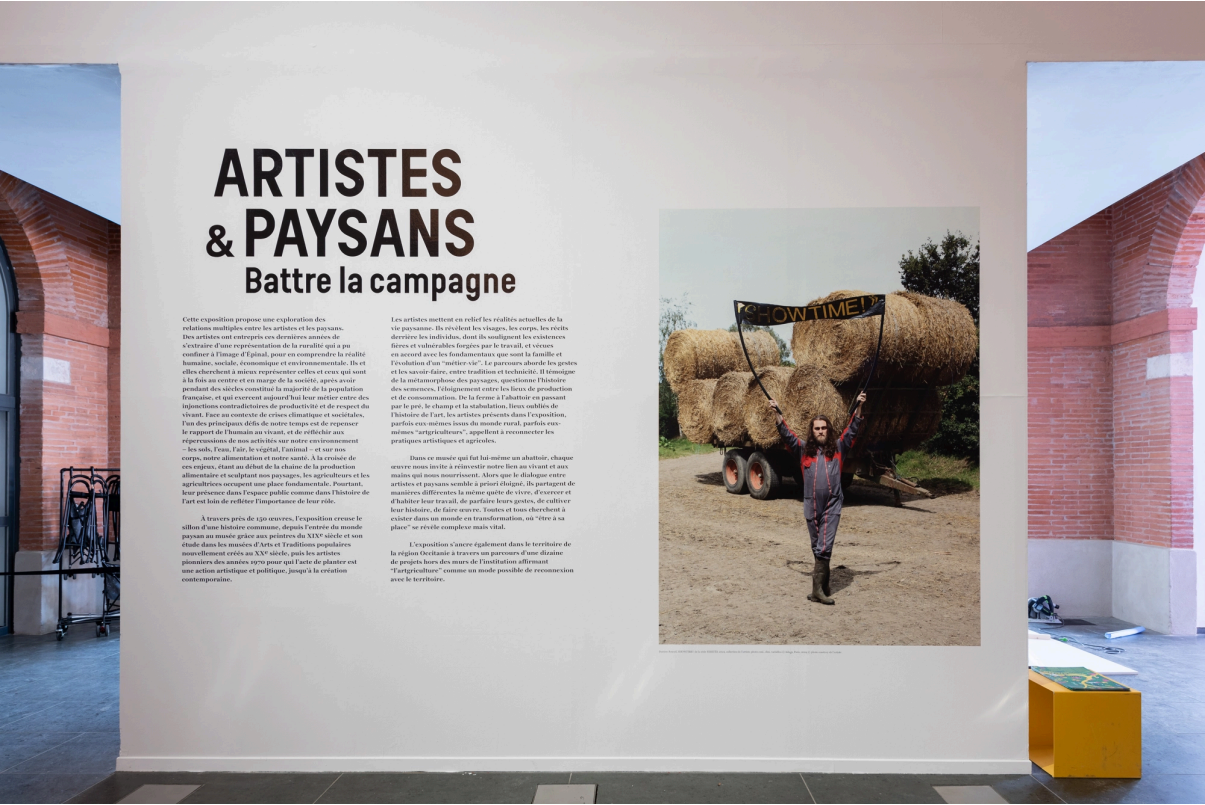 ARTISTES
& PAYSANS
Battre la campagne
Cette exposition propose une exploration des
relations multiples entre les artistes et les paysans.
Des artistes ont entrepris ces dernières années de
s'extraire d'une représentation de la ruralité qui a pu
confiner à l'image d'Épinal, pour en comprendre la réalité
humaine, sociale, économique et environnementale. Ils et
elles cherchent à mieux représenter celles et ceux qui sont
à la fois au centre et en marge de la société, après avoir
pendant des siècles constitué la majorité de la population
française, et qui exercent aujourd'hui leur métier entre des
injonctions contradictoires de productivité et de respect du
vivant. Face au contexte de crises climatique et sociétales,
l'un des principaux défis de notre temps est de repenser
le rapport de l'humain au vivant, et de réfléchir aux
répercussions de nos activités sur notre environnement
– les sols, l'eau, l'air, le végétal, l'animal – et sur nos
corps, notre alimentation et notre santé. À la croisée de
ces enjeux, étant au début de la chaîne de la production
alimentaire et sculptant nos paysages, les agriculteurs et les
agricultrices occupent une place fondamentale. Pourtant,
leur présence dans l'espace public comme dans l'histoire de
l'art est loin de refléter l'importance de leur rôle.
À travers près de 150 œuvres, l'exposition creuse le
sillon d'une histoire commune, depuis l'entrée du monde
paysan au musée grâce aux peintres du XIXe siècle et son
étude dans les musées d'Arts et Traditions populaires
nouvellement créés au XXe siècle, puis les artistes
pionniers des années 1970 pour qui l'acte de planter est
une action artistique et politique, jusqu'à la création
contemporaine.
Les artistes mettent en relief les réalités actuelles de la
vie paysanne. Ils révèlent les visages, les corps, les récits
derrière les individus, dont ils soulignent les existences
fières et vulnérables forgées par le travail, et vécues
en accord avec les fondamentaux que sont la famille et
l'évolution d'un "métier-vie". Le parcours aborde les gestes
et les savoir-faire, entre tradition et technicité. Il témoigne
de la métamorphose des paysages, questionne l'histoire
des semences, l'éloignement entre les lieux de production
et de consommation. De la ferme à l'abattoir en passant
par le pré, le champ et la stabulation, lieux oubliés de
l'histoire de l'art, les artistes présents dans l'exposition,
parfois eux-mêmes issus du monde rural, parfois eux-
mêmes "artgriculteurs", appellent à reconnecter les
pratiques artistiques et agricoles.
Dans ce musée qui fut lui-même un abattoir, chaque
œuvre nous invite à réinvestir notre lien au vivant et aux
mains qui nous nourrissent. Alors que le dialogue entre
artistes et paysans semble à priori éloigné, ils partagent de
manières différentes la même quête de vivre, d'exercer et
d'habiter leur travail, de parfaire leurs gestes, de cultiver
leur histoire, de faire œuvre. Toutes et tous cherchent à
exister dans un monde en transformation, où "être à sa
place" se révèle complexe mais vital.
L'exposition s'ancre également dans le territoire de
la région Occitanie à travers un parcours d'une dizaine
de projets hors des murs de l'institution affirmant
"l'artgriculture" comme un mode possible de reconnexion
avec le territoire.
"SHOWTIME!"